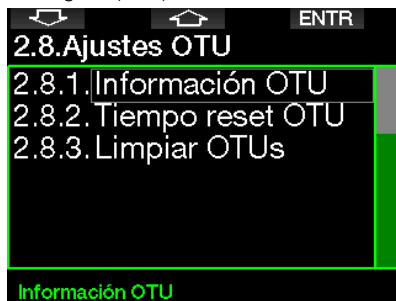 ENTR
2.8.Ajustes OTU
2.8.1.Información OTU
2.8.2.Tiempo reset OTU
2.8.3.Limpiar OTUs
Información OTU